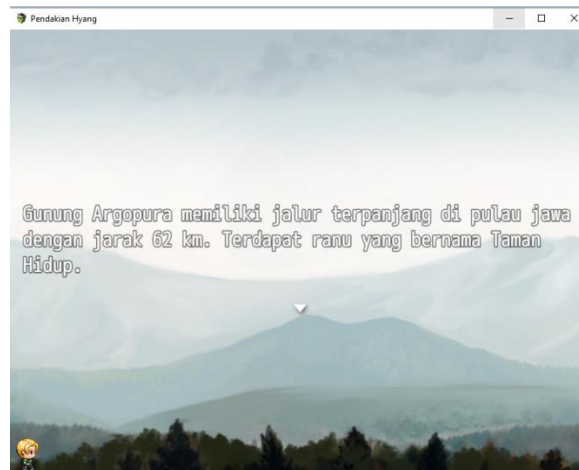 Pendakian Hyang
Gunung Argopura memiliki jalur terpanjang di pulau jawa
dengan jarak 62 km. Terdapat ranu yang bernama Taman
Hidup.